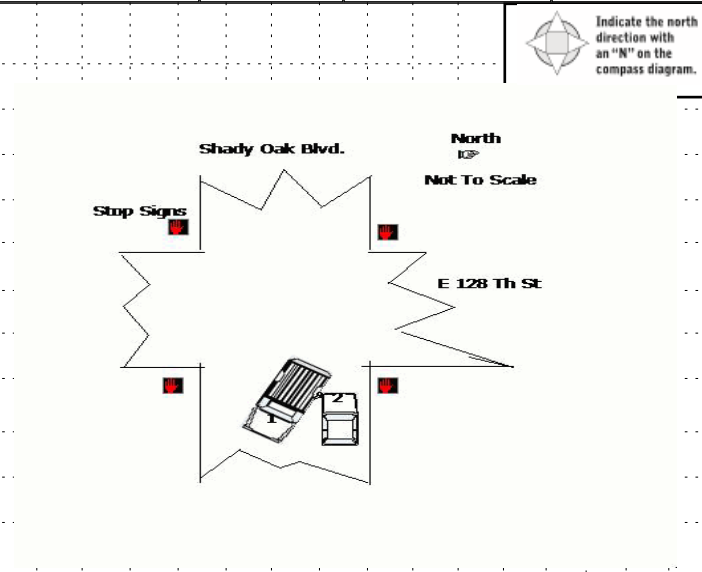 Indicate the north
direction with
an “N” on the
compass diagram.
North
Shady Oak Blvd.
Not To Scale
Stop Signs
E 128 Th St
2
1